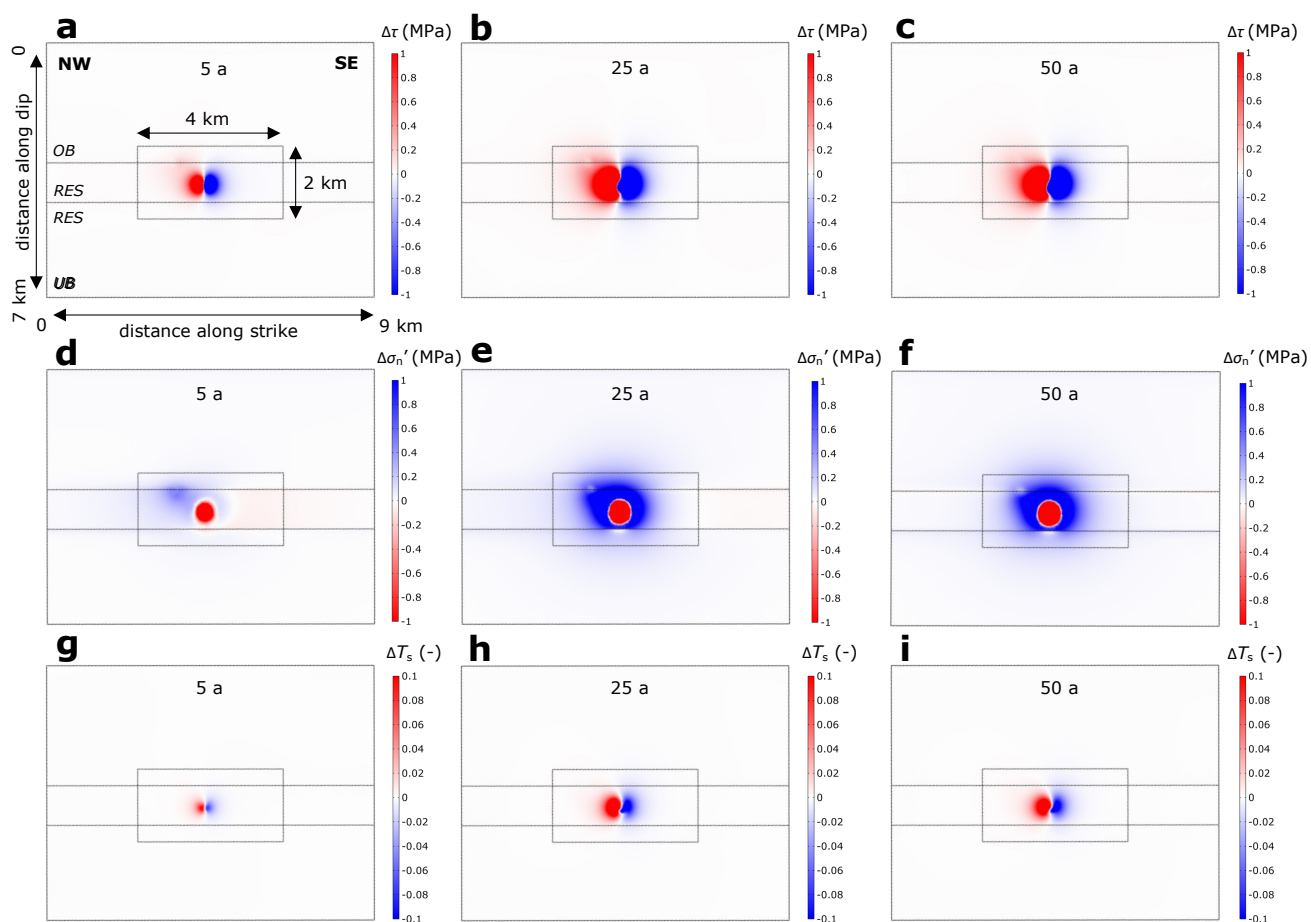 a
b
c
Δτ (MPa)
Δτ (MPa)
Δτ (MPa)
0
NW
SE
5 a
25 a
50 a
1
0.8
0.6
0.4
0.2
0
-0.2
-0.4
-0.6
-0.8
-1
1
0.8
0.6
0.4
0.2
0
-0.2
-0.4
-0.6
-0.8
-1
1
0.8
0.6
0.4
0.2
0
-0.2
-0.4
-0.6
-0.8
-1
distance along dip
4 km
2 km
OB
RES
RES
UB
7 km
0
distance along strike
9 km
d
e
f
Δσn′ (MPa)
Δσn′ (MPa)
Δσn′ (MPa)
5 a
25 a
50 a
1
0.8
0.6
0.4
0.2
0
-0.2
-0.4
-0.6
-0.8
-1
1
0.8
0.6
0.4
0.2
0
-0.2
-0.4
-0.6
-0.8
-1
1
0.8
0.6
0.4
0.2
0
-0.2
-0.4
-0.6
-0.8
-1
g
h
i
ΔTs (-)
ΔTs (-)
ΔTs (-)
5 a
25 a
50 a
0.1
0.08
0.06
0.04
0.02
0
-0.02
-0.04
-0.06
-0.08
-0.1
0.1
0.08
0.06
0.04
0.02
0
-0.02
-0.04
-0.06
-0.08
-0.1
0.1
0.08
0.06
0.04
0.02
0
-0.02
-0.04
-0.06
-0.08
-0.1